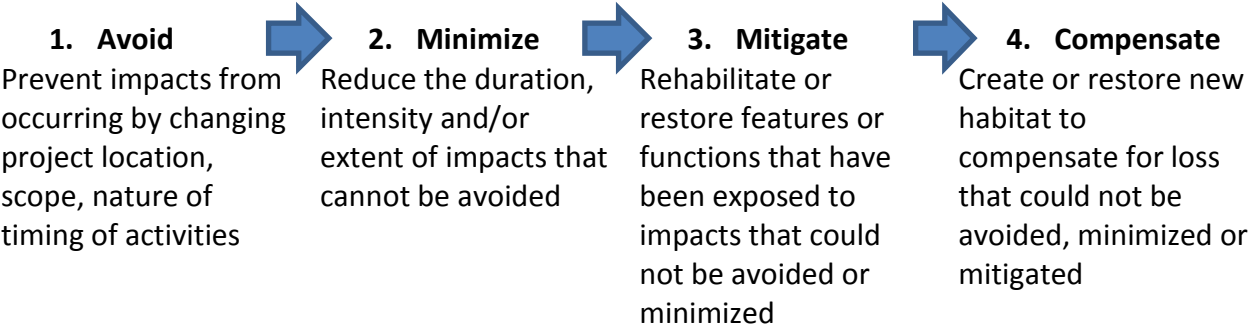 1. Avoid
Prevent impacts from
occurring by changing
project location,
scope, nature of
timing of activities
2. Minimize
Reduce the duration,
intensity and/or
extent of impacts that
cannot be avoided
3. Mitigate
Rehabilitate or
restore features or
functions that have
been exposed to
impacts that could
not be avoided or
minimized
4. Compensate
Create or restore new
habitat to
compensate for loss
that could not be
avoided, minimized or
mitigated